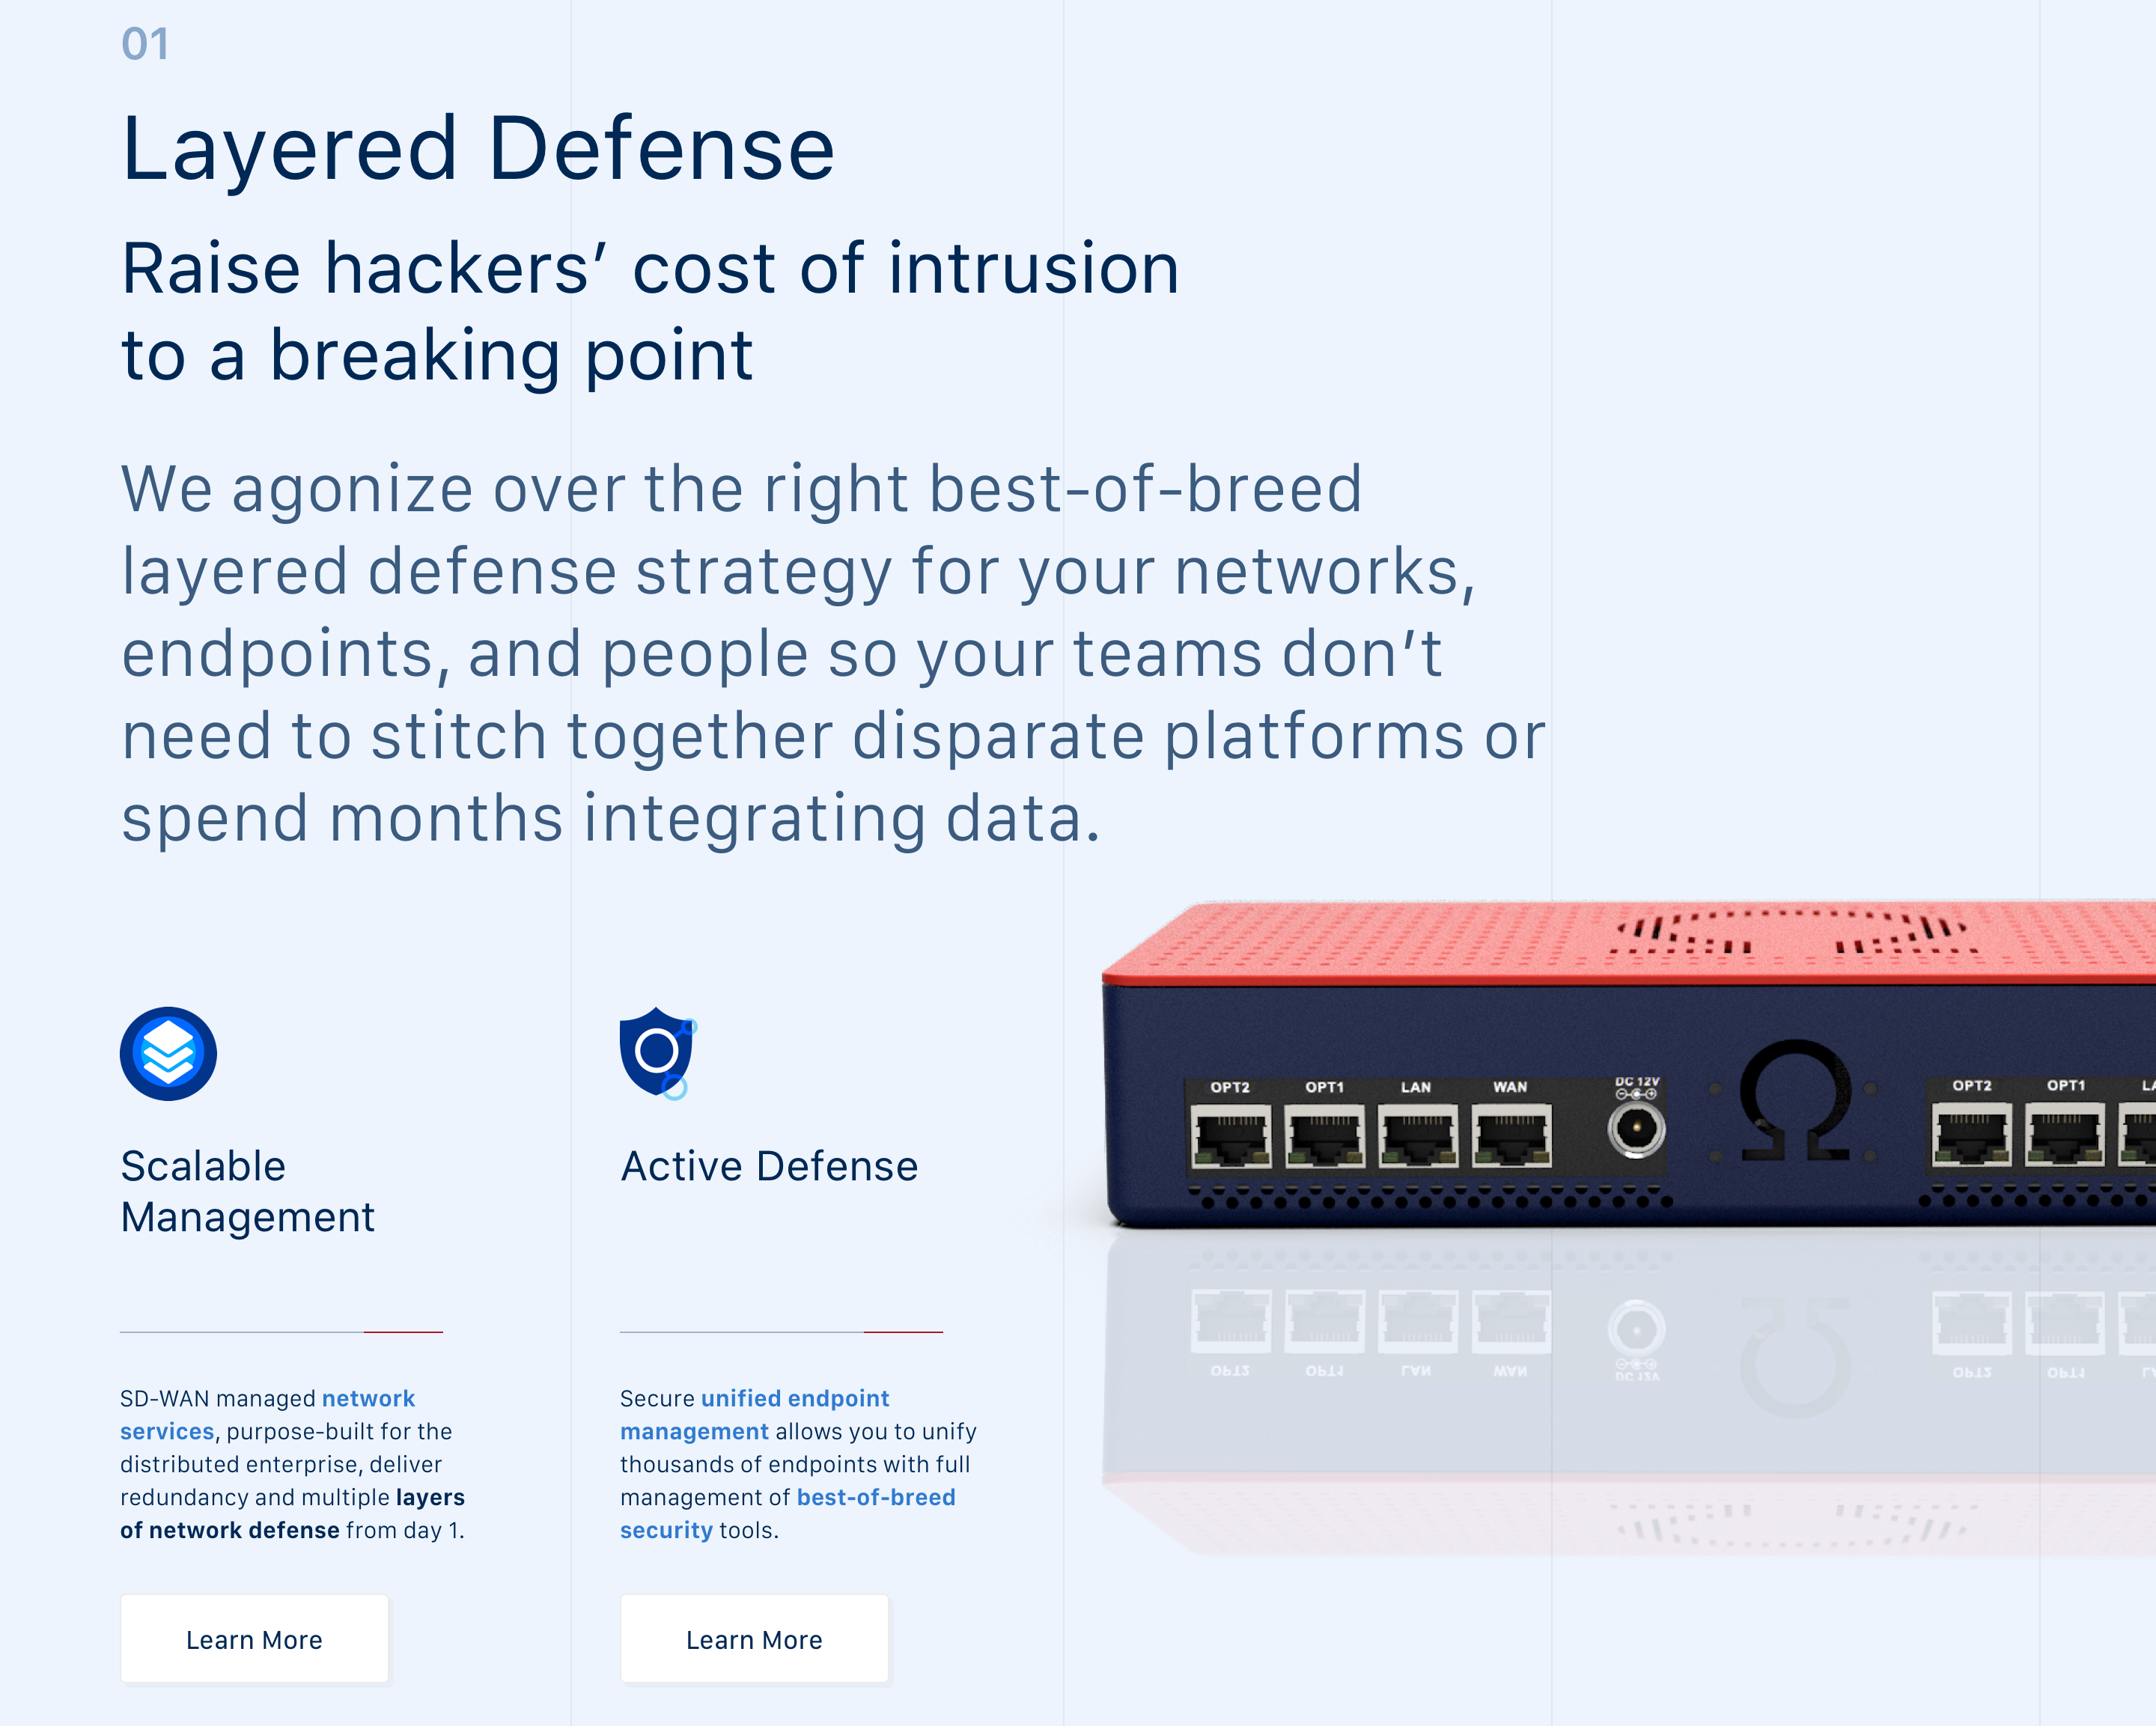 01
Layered Defense
Raise hackers’ cost of intrusion
to a breaking point
We agonize over the right best-of-breed
layered defense strategy for your networks,
endpoints, and people so your teams don’t
need to stitch together disparate platforms or
spend months integrating data.
Scalable
Management
SD-WAN managed network
services, purpose-built for the
distributed enterprise, deliver
redundancy and multiple layers
of network defense from day 1.
Learn More
Active Defense
Secure unified endpoint
management allows you to unify
thousands of endpoints with full
management of best-of-breed
security tools.
Learn More
OPT2 OPT1 LAN WAN DC 12V
Ω
OPT2 OPT1 LA